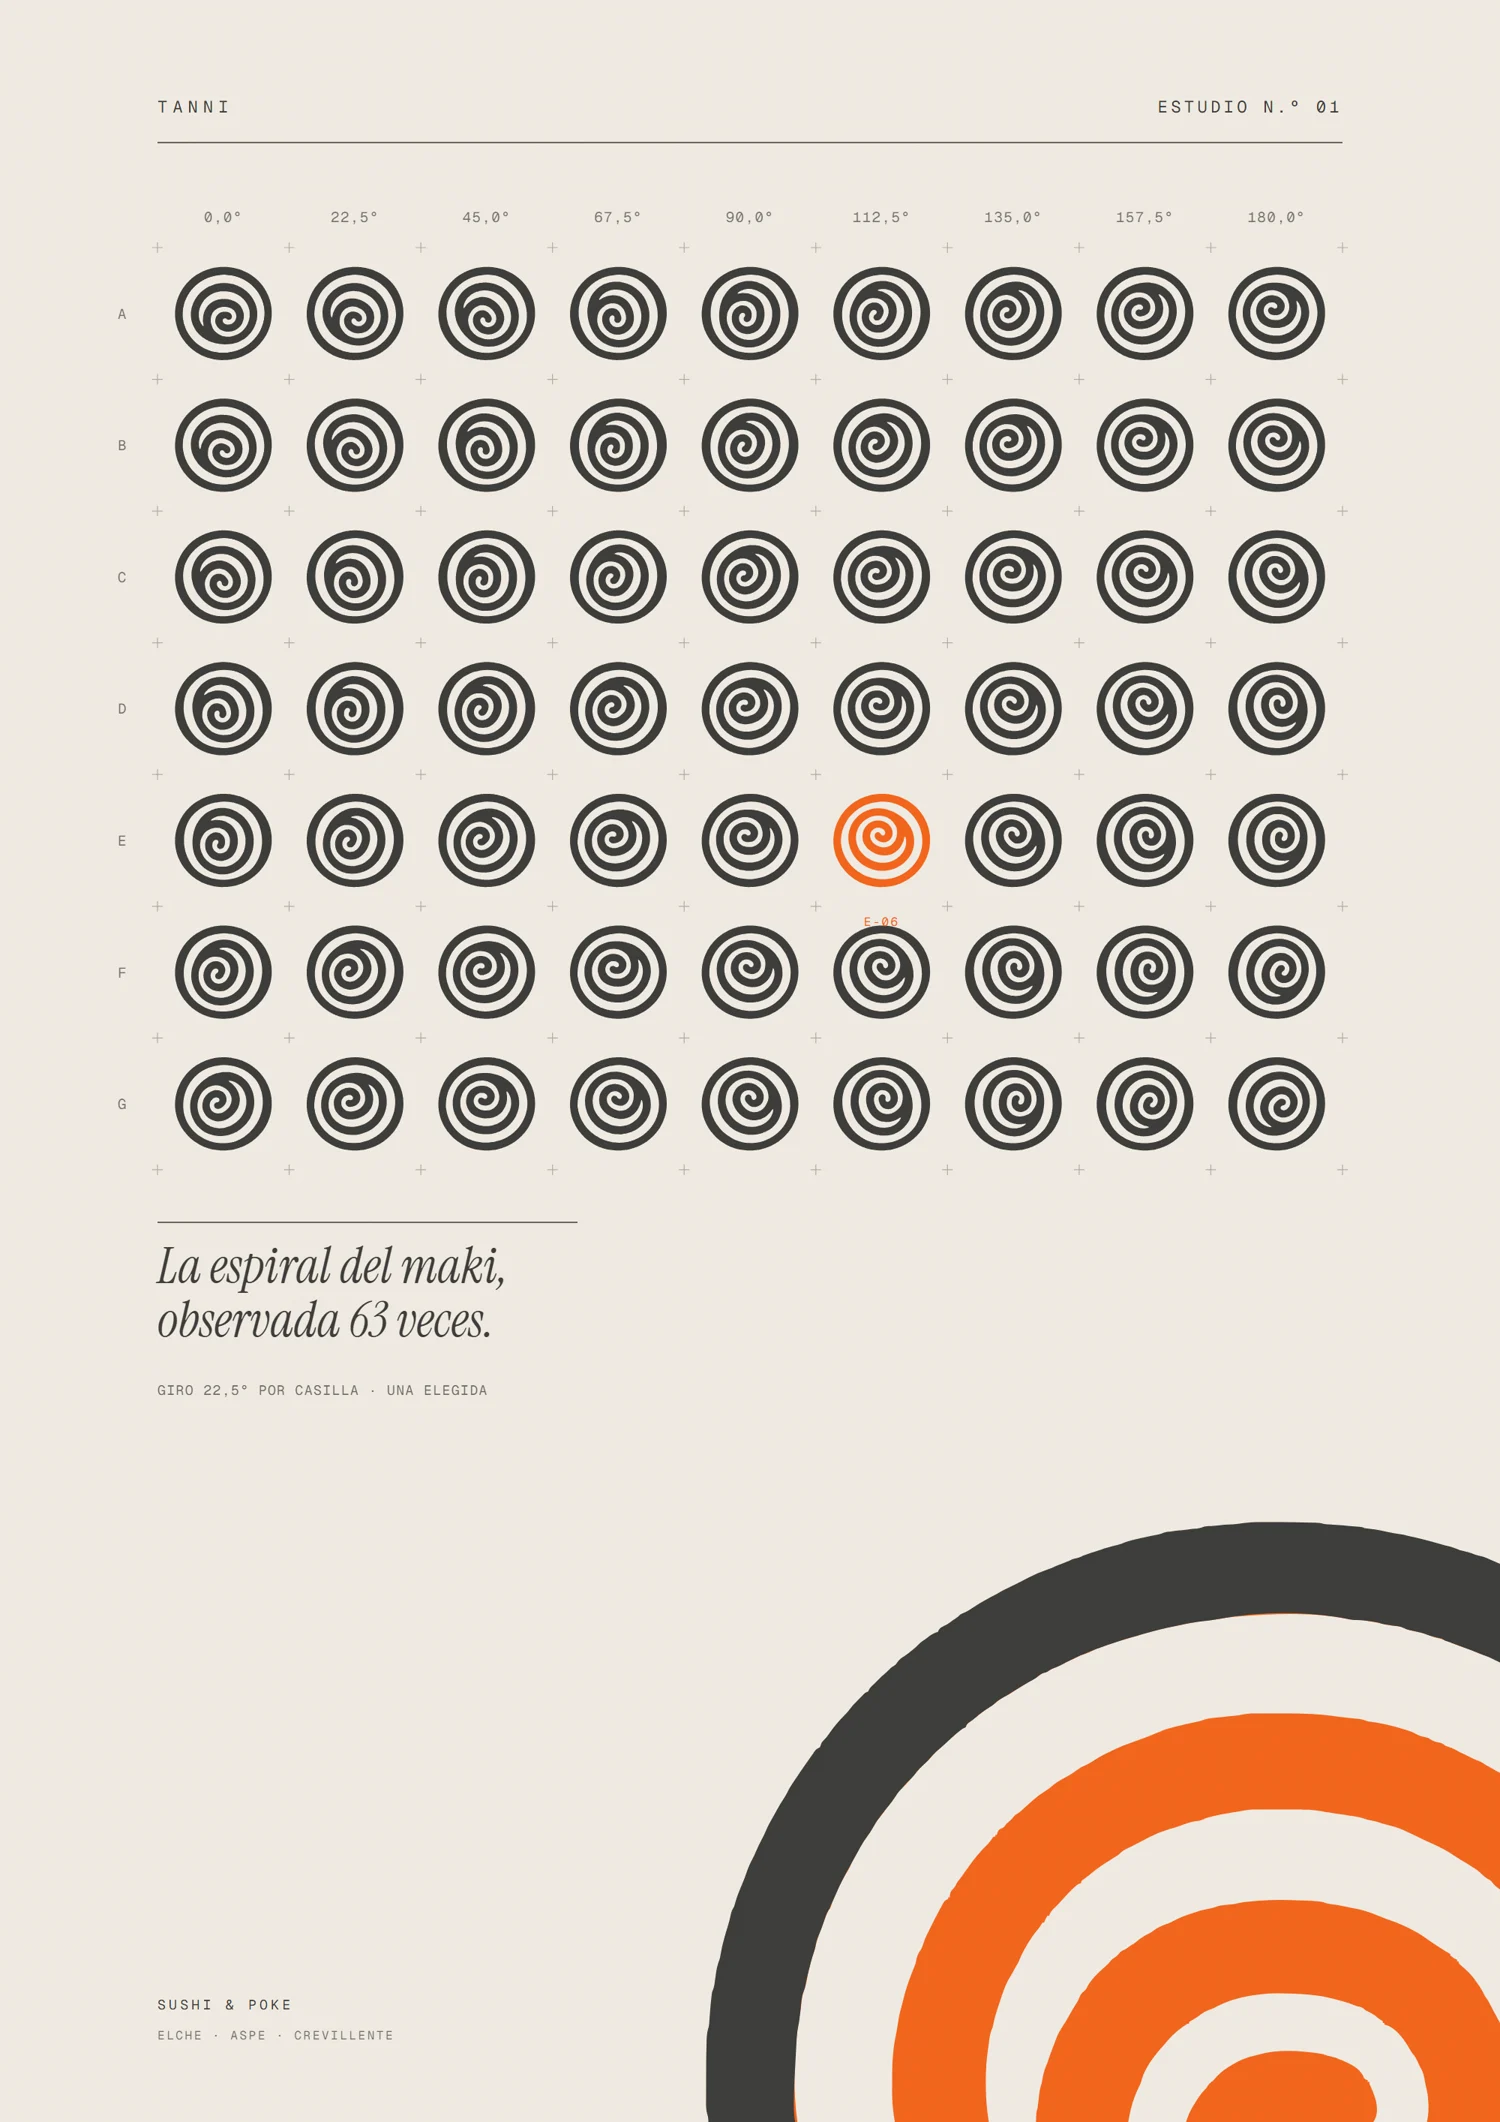 TANNI
ESTUDIO N.º 01
0,0° 22,5° 45,0° 67,5° 90,0° 112,5° 135,0° 157,5° 180,0°
A
B
C
D
E
E-06
F
G
La espiral del maki,
observada 63 veces.
GIRO 22,5° POR CASILLA · UNA ELEGIDA
SUSHI & POKE
ELCHE · ASPE · CREVILLENTE